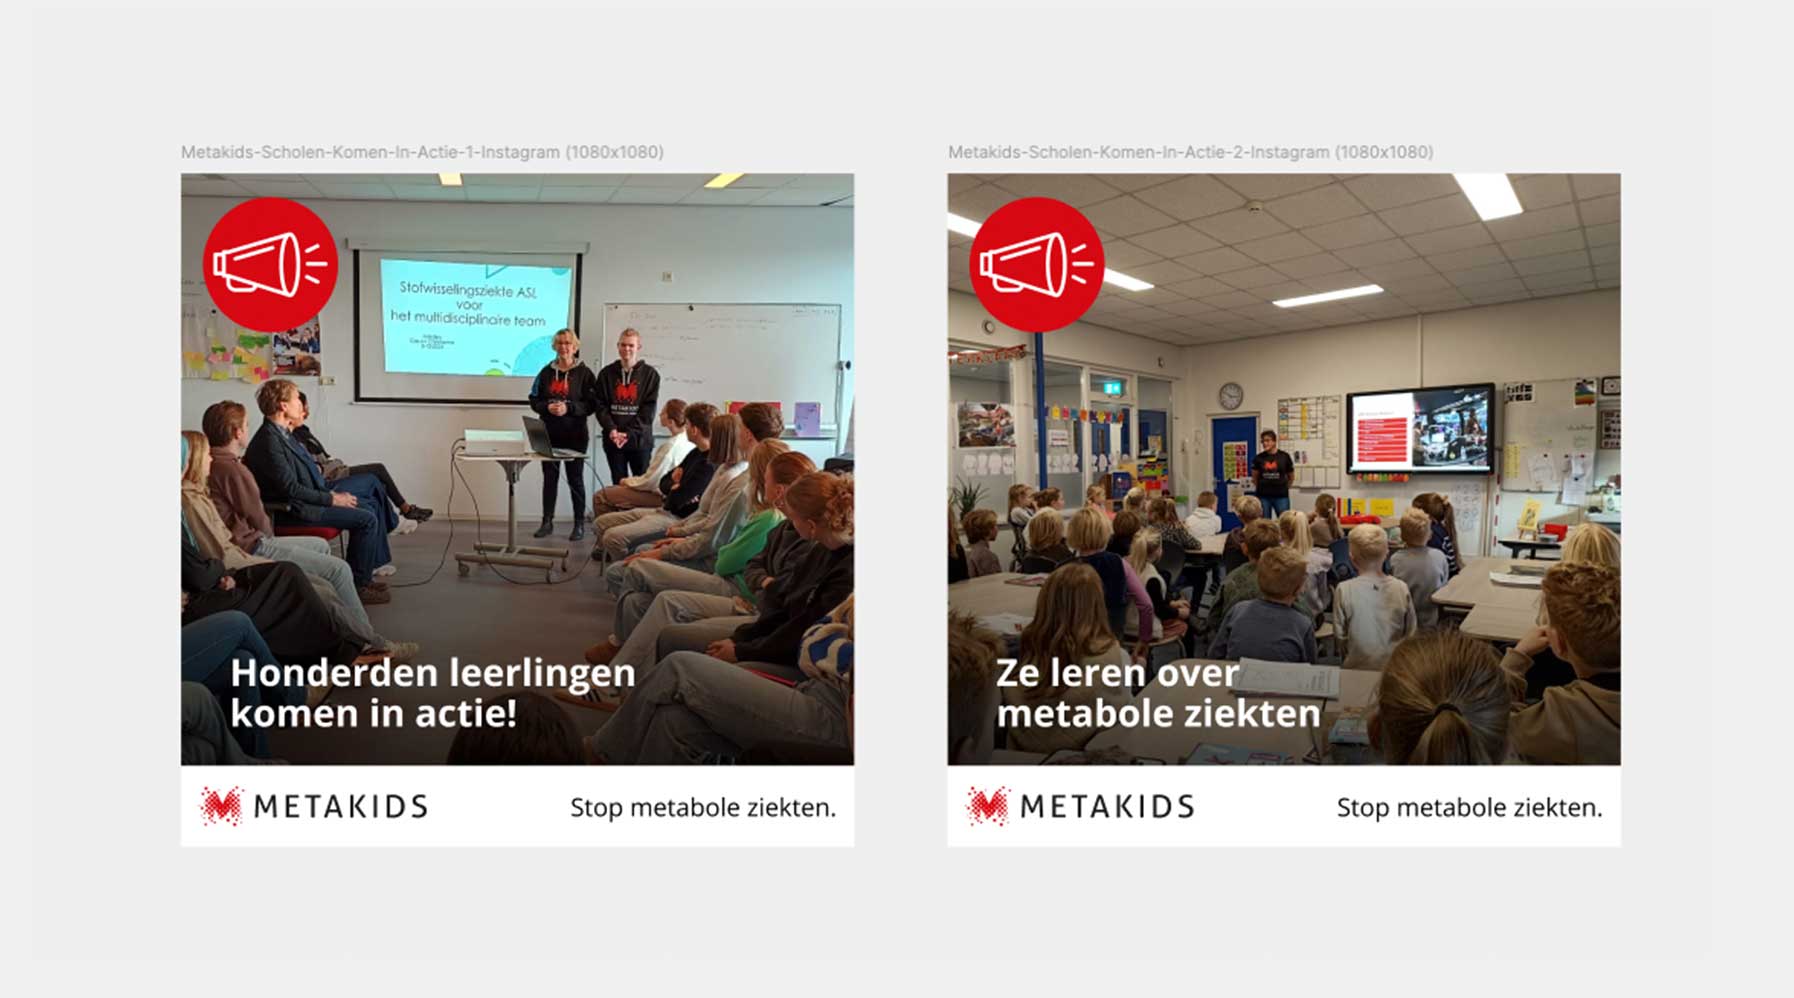 Metakids-Scholen-Komen-In-Actie-1-Instagram (1080x1080)
Stofwisselingsziekte ASL
voor
het multidisciplinaire team
METAKIDS
Honderden leerlingen
komen in actie!
METAKIDS
Stop metabole ziekten.
Metakids-Scholen-Komen-In-Actie-2-Instagram (1080x1080)
Ze leren over
metabole ziekten
METAKIDS
Stop metabole ziekten.